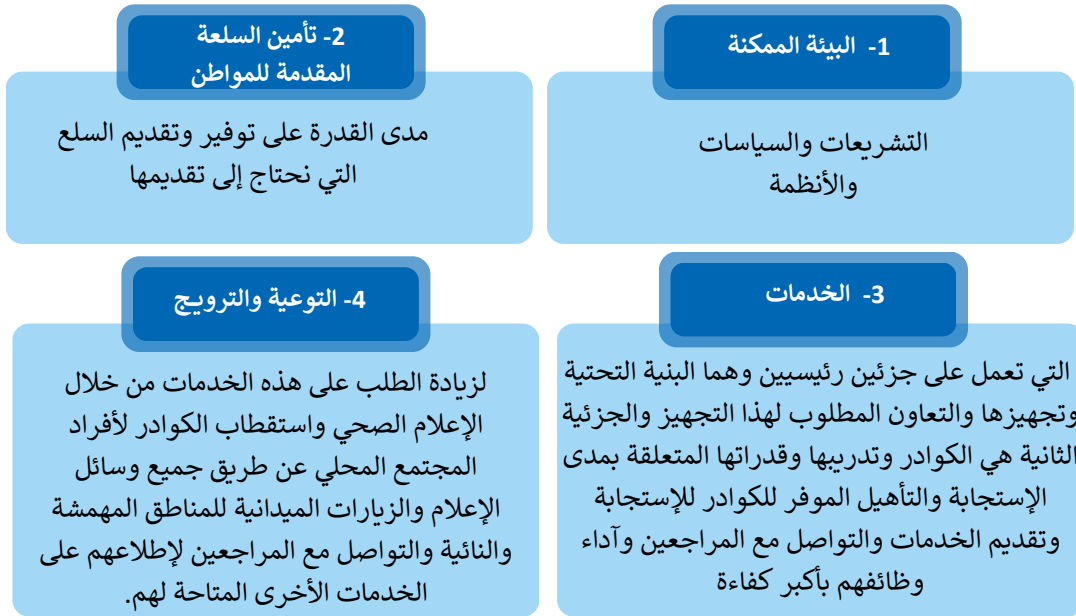 1- البيئة الممكنة
التشريعات والسياسات
والأنظمة
2- تأمين السلعة
المقدمة للمواطن
مدى القدرة على توفير وتقديم السلع
التي نحتاج إلى تقديمها
3- الخدمات
التي تعمل على جزئين رئيسيين وهما البنية التحتية
وتجهيزها والتعاون المطلوب لهذا التجهيز والجزئية
الثانية هي الكوادر وتدريبها وقدراتها المتعلقة بمدى
الإستجابة والتأهيل الموفر للكوادر للإستجابة
وتقديم الخدمات والتواصل مع المراجعين وآداء
وظائفهم بأكبر كفاءة
4- التوعية والترويج
لزيادة الطلب على هذه الخدمات من خلال
الإعلام الصحي واستقطاب الكوادر لأفراد
المجتمع المحلي عن طريق جميع وسائل
الإعلام والزيارات الميدانية للمناطق المهمشة
والنائية والتواصل مع المراجعين لإطلاعهم على
الخدمات الأخرى المتاحة لهم.